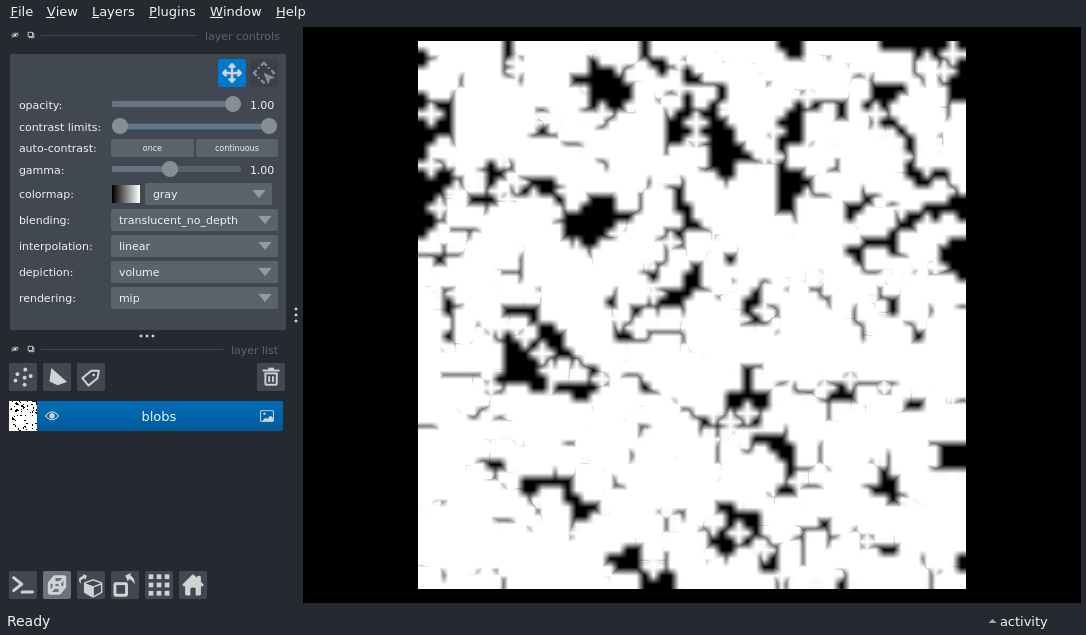 File View Layers Plugins Window Help
layer controls
opacity: 1.00
contrast limits:
auto-contrast: once continuous
gamma: 1.00
colormap: gray
blending: translucent_no_depth
interpolation: linear
depiction: volume
rendering: mip
layer list
blobs
Ready
activity